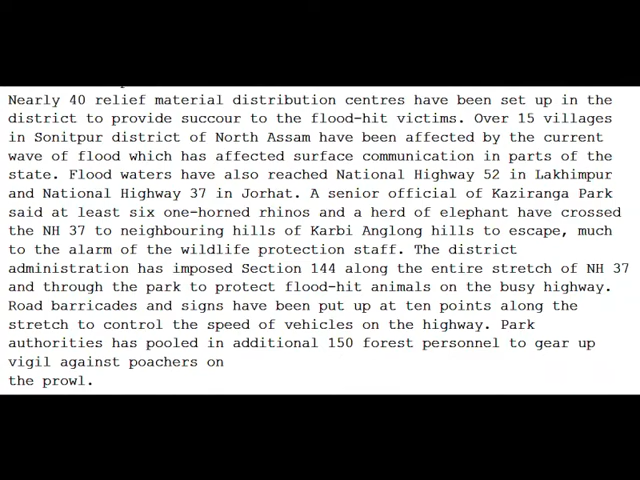 Nearly 40 relief material distribution centres have been set up in the
district to provide succour to the flood-hit victims. Over 15 villages
in Sonitpur district of North Assam have been affected by the current
wave of flood which has affected surface communication in parts of the
state. Flood waters have also reached National Highway 52 in Lakhimpur
and National Highway 37 in Jorhat. A senior official of Kaziranga Park
said at least six one-horned rhinos and a herd of elephant have crossed
the NH 37 to neighbouring hills of Karbi Anglong hills to escape, much
to the alarm of the wildlife protection staff. The district
administration has imposed Section 144 along the entire stretch of NH 37
and through the park to protect flood-hit animals on the busy highway.
Road barricades and signs have been put up at ten points along the
stretch to control the speed of vehicles on the highway. Park
authorities has pooled in additional 150 forest personnel to gear up
vigil against poachers on
the prowl.